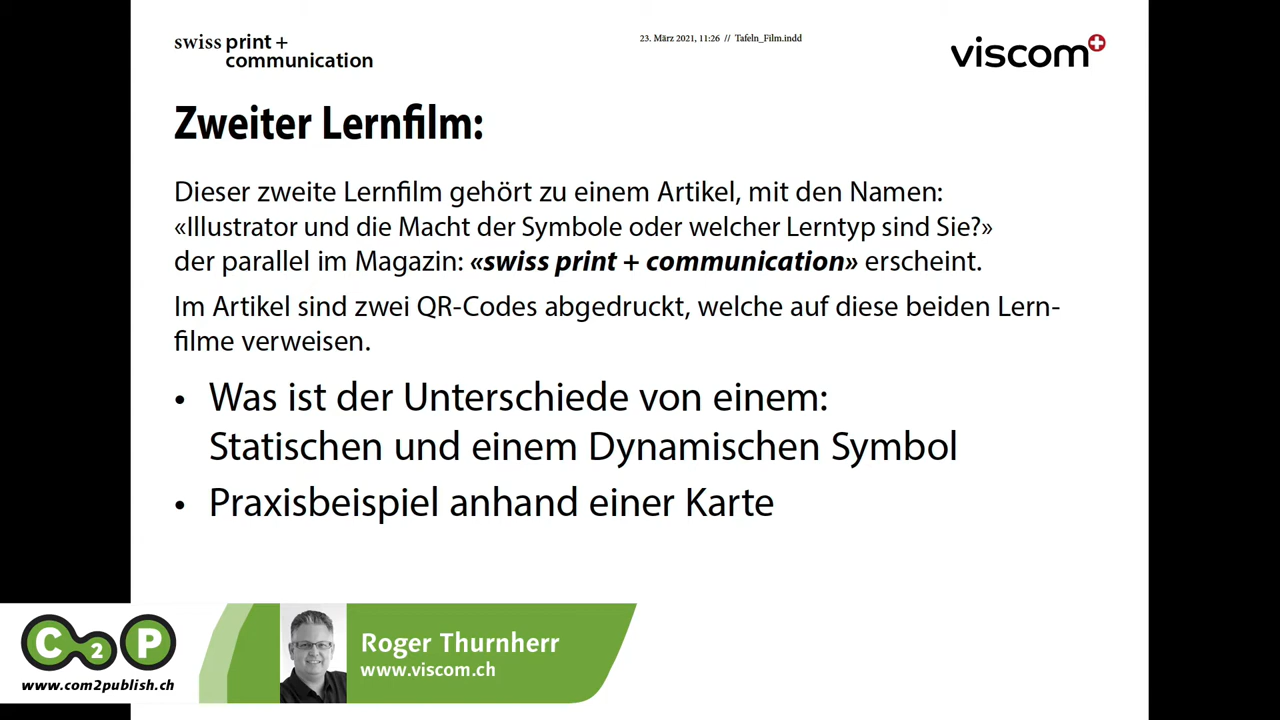 swiss print +
communication
23. März 2021, 11:26 // Tafeln_Film.indd
viscom
Zweiter Lernfilm:
Dieser zweite Lernfilm gehört zu einem Artikel, mit den Namen:
«Illustrator und die Macht der Symbole oder welcher Lerntyp sind Sie?»
der parallel im Magazin: «swiss print + communication» erscheint.
Im Artikel sind zwei QR-Codes abgedruckt, welche auf diese beiden Lern-
filme verweisen.
• Was ist der Unterschiede von einem:
Statischen und einem Dynamischen Symbol
• Praxisbeispiel anhand einer Karte
C2P
www.com2publish.ch
Roger Thurnherr
www.viscom.ch